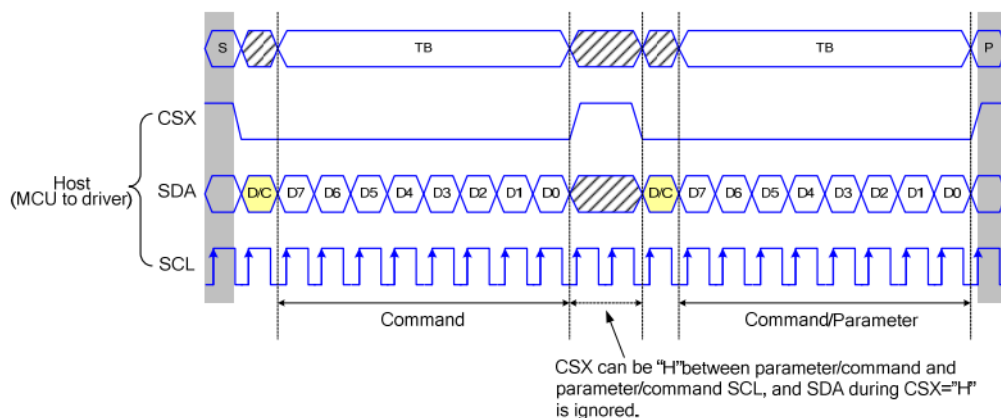 S TB TB P
CSX
Host
(MCU to driver)
SDA D/C D7 D6 D5 D4 D3 D2 D1 D0 D/C D7 D6 D5 D4 D3 D2 D1 D0
SCL
Command Command/Parameter
CSX can be "H"between parameter/command and
parameter/command SCL, and SDA during CSX="H"
is ignored.